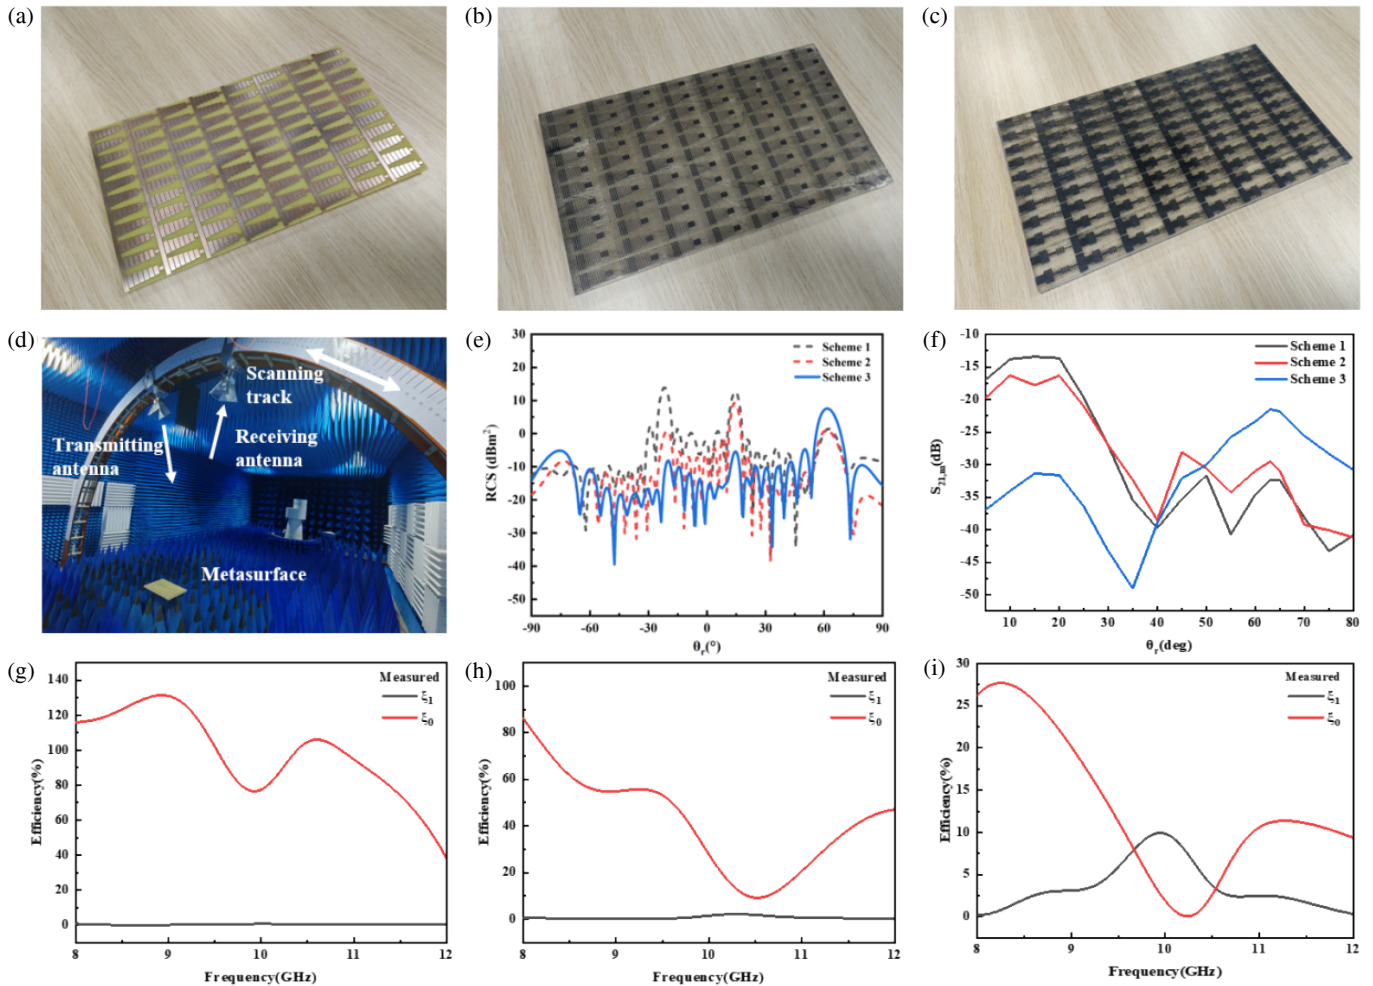 (a)
(b)
(c)
(d)
Scanning
track
Transmitting
antenna
Receiving
antenna
Metasurface
(e)
30
20
10
0
-10
-20
-30
-40
-50
RCS (dBm²)
Scheme 1
Scheme 2
Scheme 3
-90
-60
-30
0
30
60
90
θr(°)
(f)
-10
-15
-20
-25
-30
-35
-40
-45
-50
S21,m(dB)
Scheme 1
Scheme 2
Scheme 3
10
20
30
40
50
60
70
80
θr(deg)
(g)
140
120
100
80
60
40
20
0
Efficiency(%)
Measured
ξ1
ξ0
8
9
10
11
12
Frequency(GHz)
(h)
100
80
60
40
20
0
Efficiency(%)
Measured
ξ1
ξ0
8
9
10
11
12
Frequency(GHz)
(i)
30
25
20
15
10
5
0
Efficiency(%)
Measured
ξ1
ξ0
8
9
10
11
12
Frequency(GHz)